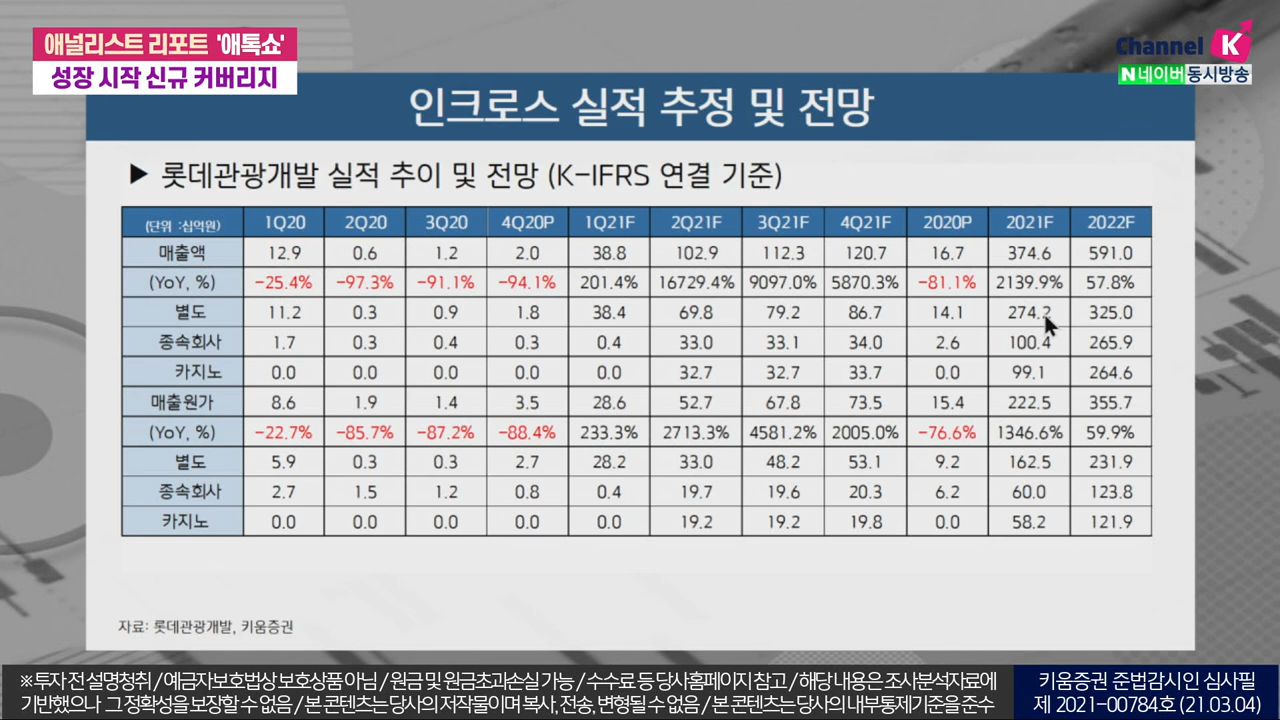 애널리스트 리포트 '애톡쇼'
성장 시작 신규 커버리지
Channel K
N 네이버 동시방송
인크로스 실적 추정 및 전망
▶ 롯데관광개발 실적 추이 및 전망 (K-IFRS 연결 기준)
(단위 :십억원) 1Q20 2Q20 3Q20 4Q20P 1Q21F 2Q21F 3Q21F 4Q21F 2020P 2021F 2022F
매출액 12.9 0.6 1.2 2.0 38.8 102.9 112.3 120.7 16.7 374.6 591.0
(YoY, %) -25.4% -97.3% -91.1% -94.1% 201.4% 16729.4% 9097.0% 5870.3% -81.1% 2139.9% 57.8%
별도 11.2 0.3 0.9 1.8 38.4 69.8 79.2 86.7 14.1 274.2 325.0
종속회사 1.7 0.3 0.4 0.3 0.4 33.0 33.1 34.0 2.6 100.4 265.9
카지노 0.0 0.0 0.0 0.0 0.0 32.7 32.7 33.7 0.0 99.1 264.6
매출원가 8.6 1.9 1.4 3.5 28.6 52.7 67.8 73.5 15.4 222.5 355.7
(YoY, %) -22.7% -85.7% -87.2% -88.4% 233.3% 2713.3% 4581.2% 2005.0% -76.6% 1346.6% 59.9%
별도 5.9 0.3 0.3 2.7 28.2 33.0 48.2 53.1 9.2 162.5 231.9
종속회사 2.7 1.5 1.2 0.8 0.4 19.7 19.6 20.3 6.2 60.0 123.8
카지노 0.0 0.0 0.0 0.0 0.0 19.2 19.2 19.8 0.0 58.2 121.9
자료: 롯데관광개발, 키움증권
※ 투자 전 설명청취 / 예금자보호법상 보호상품 아님 / 원금 및 원금초과손실 가능 / 수수료 등 당사홈페이지 참고 / 해당 내용은 조사분석자료에
기반했으나 그 정확성을 보장할 수 없음 / 본 콘텐츠는 당사의 저작물이며 복사, 전송, 변형될 수 없음 / 본 콘텐츠는 당사의 내부통제기준을 준수
키움증권 준법감시인 심사필
제 2021-00784호 (21.03.04)